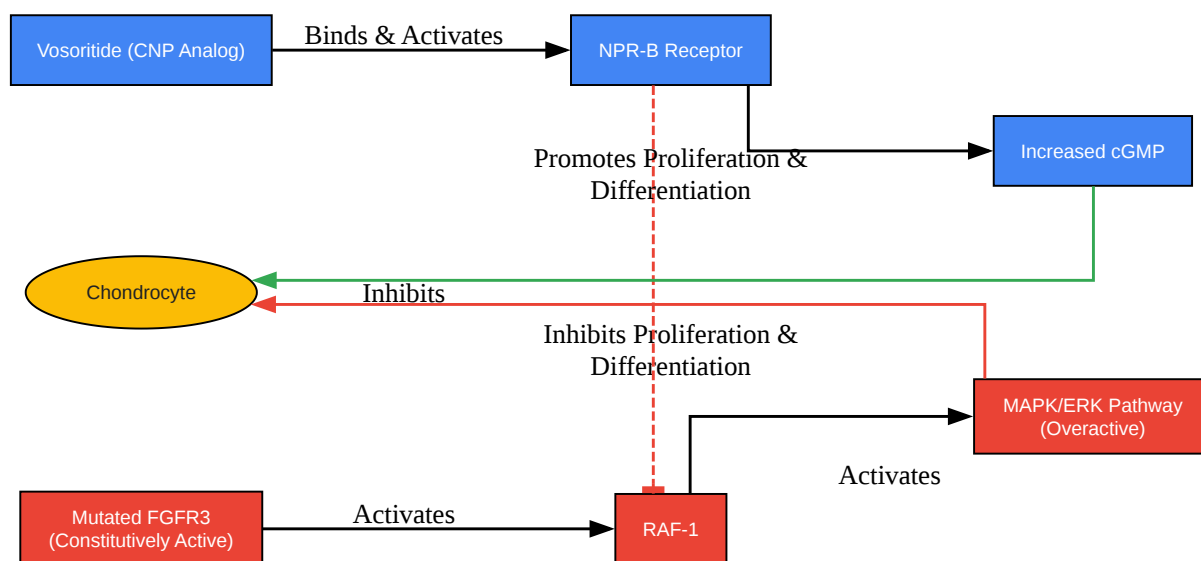 Vosoritide (CNP Analog)
Binds & Activates
NPR-B Receptor
Increased cGMP
Promotes Proliferation &
Differentiation
Chondrocyte
Inhibits
Inhibits Proliferation &
Differentiation
MAPK/ERK Pathway
(Overactive)
Activates
Mutated FGFR3
(Constitutively Active)
Activates
RAF-1